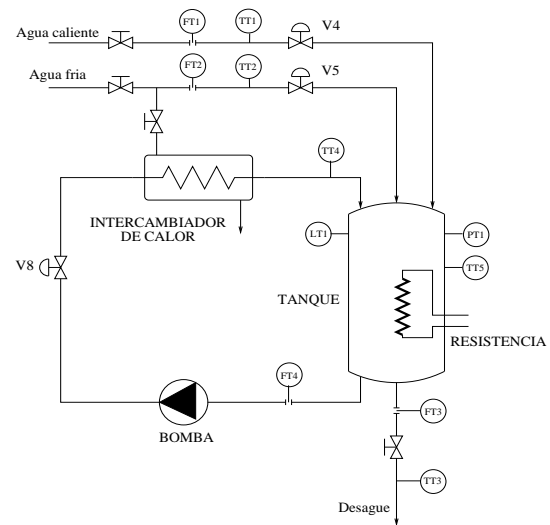 FT1
TT1
V4
Agua caliente
FT2
TT2
V5
Agua fria
TT4
INTERCAMBIADOR
DE CALOR
LT1
PT1
V8
TT5
TANQUE
RESISTENCIA
FT4
FT3
BOMBA
TT3
Desague